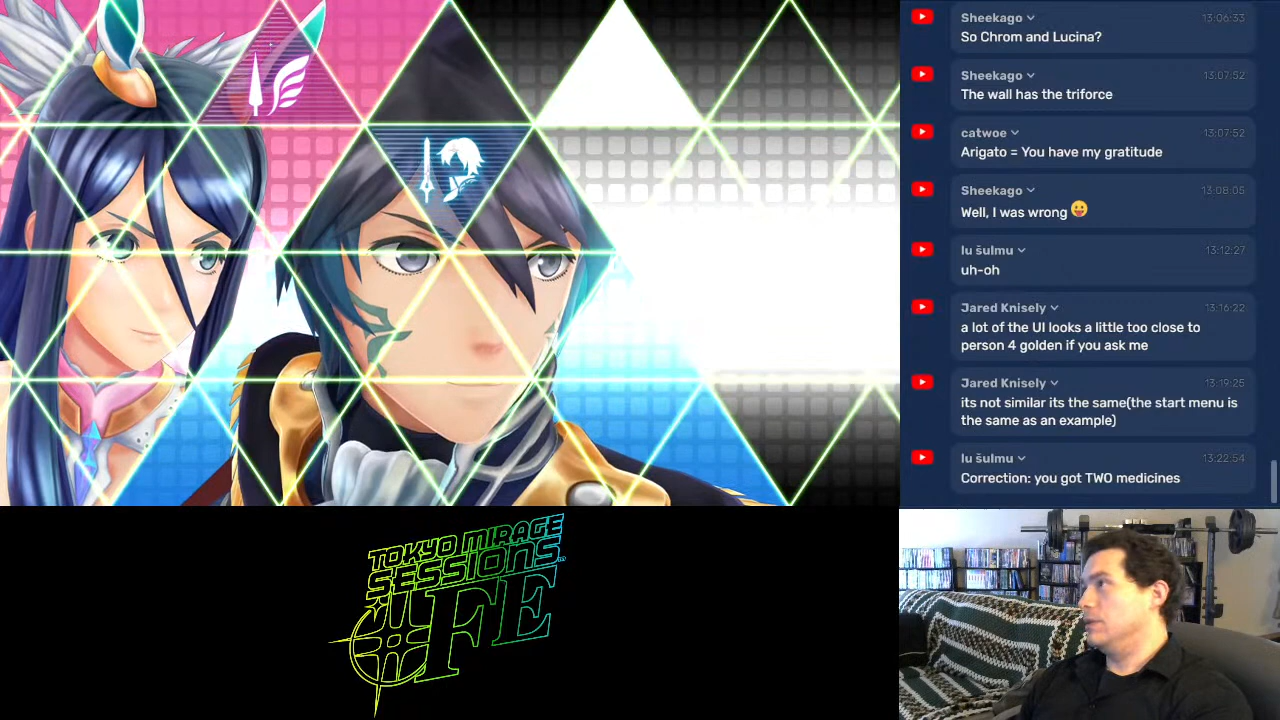 Sheekago 13:06:33
So Chrom and Lucina?
Sheekago 13:07:52
The wall has the triforce
catwoe 13:07:52
Arigato = You have my gratitude
Sheekago 13:08:05
Well, I was wrong 😛
lu šulmu 13:12:27
uh-oh
Jared Knisely 13:16:22
a lot of the UI looks a little too close to
person 4 golden if you ask me
Jared Knisely 13:19:25
its not similar its the same(the start menu is
the same as an example)
lu šulmu 13:22:54
Correction: you got TWO medicines
TOKYO MIRAGE
SESSIONS
#FE